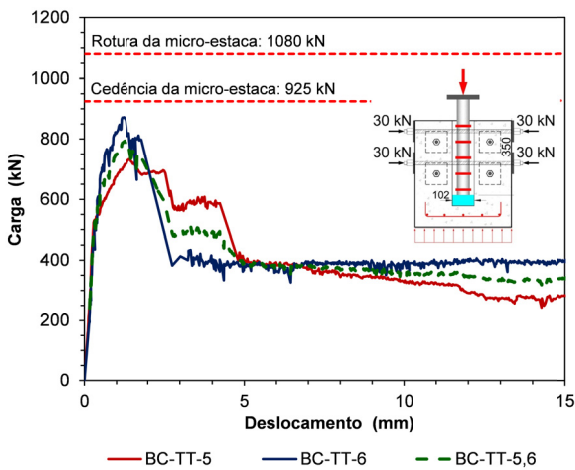 1200
Rotura da micro-estaca: 1080 kN
1000
Cedência da micro-estaca: 925 kN
30 kN
30 kN
800
350
30 kN
30 kN
600
102
400
200
0
Carga (kN)
0
5
10
15
Deslocamento (mm)
BC-TT-5
BC-TT-6
BC-TT-5,6